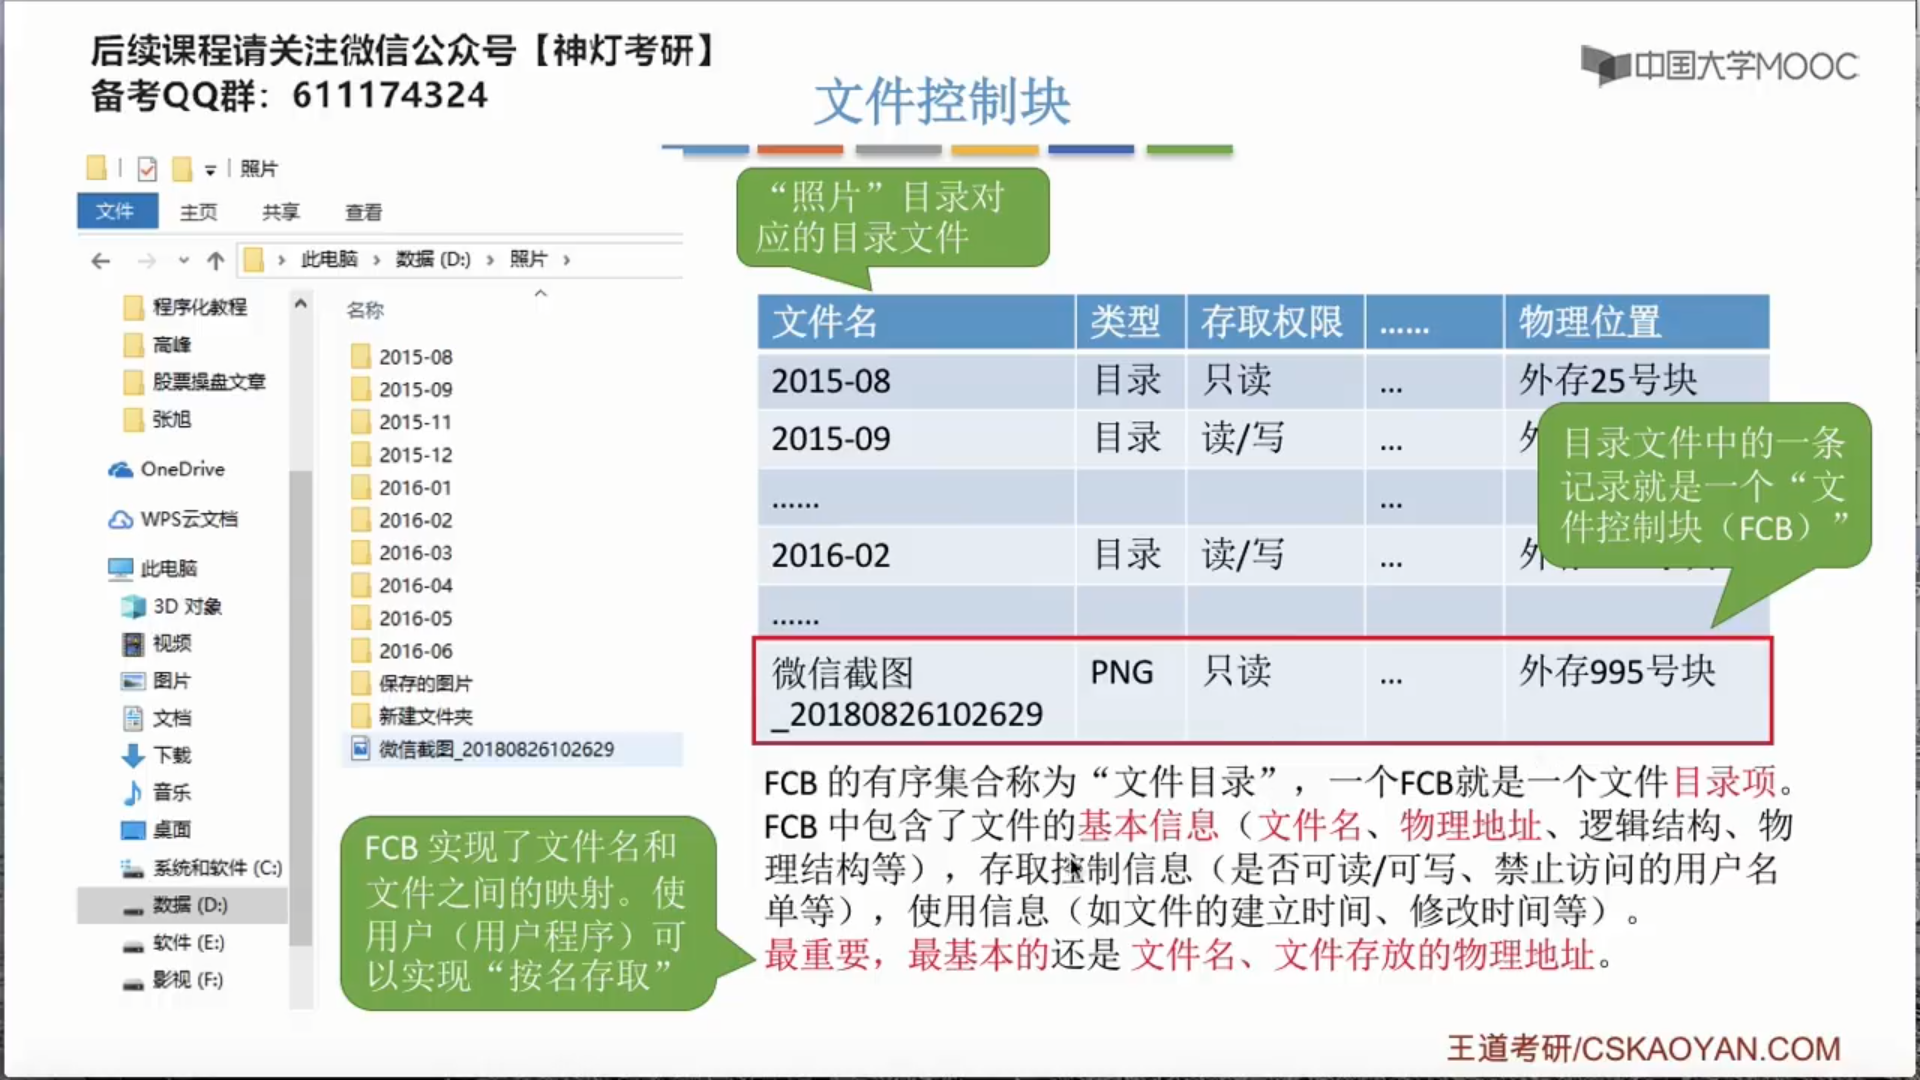 后续课程请关注微信公众号【神灯考研】
备考QQ群：611174324
中国大学MOOC
文件控制块
照片
文件 主页 共享 查看
此电脑 › 数据 (D:) › 照片 ›
程序化教程
高峰
股票操盘文章
张旭
OneDrive
WPS云文档
此电脑
3D 对象
视频
图片
文档
下载
音乐
桌面
系统和软件 (C:)
数据 (D:)
软件 (E:)
影视 (F:)
名称
2015-08
2015-09
2015-11
2015-12
2016-01
2016-02
2016-03
2016-04
2016-05
2016-06
保存的图片
新建文件夹
微信截图_20180826102629
“照片”目录对
应的目录文件
文件名 类型 存取权限 …… 物理位置
2015-08 目录 只读 ... 外存25号块
2015-09 目录 读/写 ... 外
…… ...
2016-02 目录 读/写 ... 外
……
微信截图 PNG 只读 ... 外存995号块
_20180826102629
目录文件中的一条
记录就是一个“文
件控制块（FCB）”
FCB 的有序集合称为“文件目录”，一个FCB就是一个文件目录项。
FCB 中包含了文件的基本信息（文件名、物理地址、逻辑结构、物
理结构等），存取控制信息（是否可读/可写、禁止访问的用户名
单等），使用信息（如文件的建立时间、修改时间等）。
最重要，最基本的还是 文件名、文件存放的物理地址。
FCB 实现了文件名和
文件之间的映射。使
用户（用户程序）可
以实现“按名存取”
王道考研/CSKAOYAN.COM